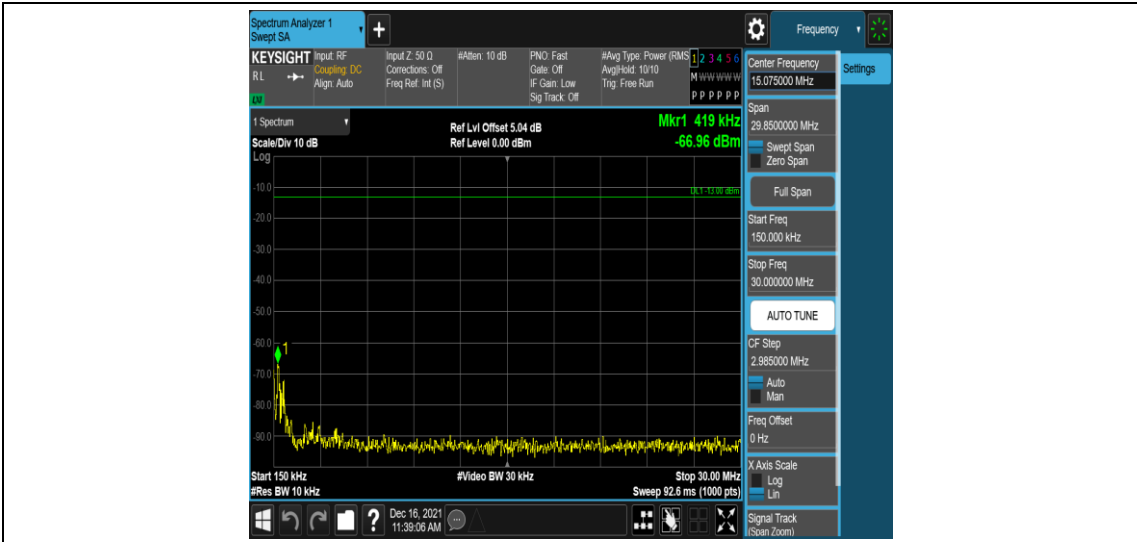 Spectrum Analyzer 1
Swept SA
Frequency
KEYSIGHT
RL
LXI
Input: RF
Coupling: DC
Align: Auto
Input Z: 50 Ω
Corrections: Off
Freq Ref: Int (S)
#Atten: 10 dB
PNO: Fast
Gate: Off
IF Gain: Low
Sig Track: Off
#Avg Type: Power (RMS
Avg|Hold: 10/10
Trig: Free Run
1 2 3 4 5 6
M W W W W W
P P P P P P
1 Spectrum
Scale/Div 10 dB
Log
Ref Lvl Offset 5.04 dB
Ref Level 0.00 dBm
Mkr1 419 kHz
-66.96 dBm
DL1 -13.00 dBm
-10.0
-20.0
-30.0
-40.0
-50.0
-60.0
1
-70.0
-80.0
-90.0
Start 150 kHz
#Res BW 10 kHz
#Video BW 30 kHz
Stop 30.00 MHz
Sweep 92.6 ms (1000 pts)
Dec 16, 2021
11:39:06 AM
Center Frequency
15.075000 MHz
Settings
Span
29.8500000 MHz
Swept Span
Zero Span
Full Span
Start Freq
150.000 kHz
Stop Freq
30.000000 MHz
AUTO TUNE
CF Step
2.985000 MHz
Auto
Man
Freq Offset
0 Hz
X Axis Scale
Log
Lin
Signal Track
(Span Zoom)